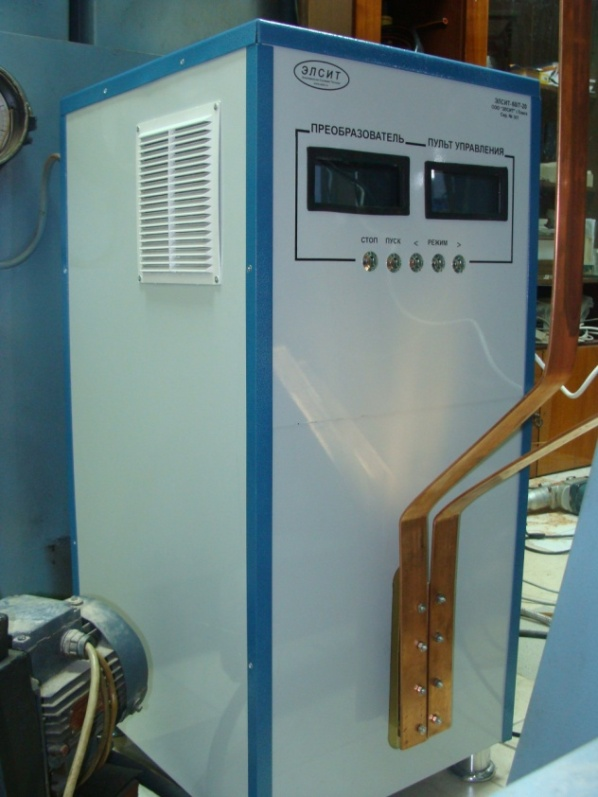 ЭЛСИТ
ПРЕОБРАЗОВАТЕЛЬ
ПУЛЬТ УПРАВЛЕНИЯ
СТОП ПУСК < РЕЖИМ >